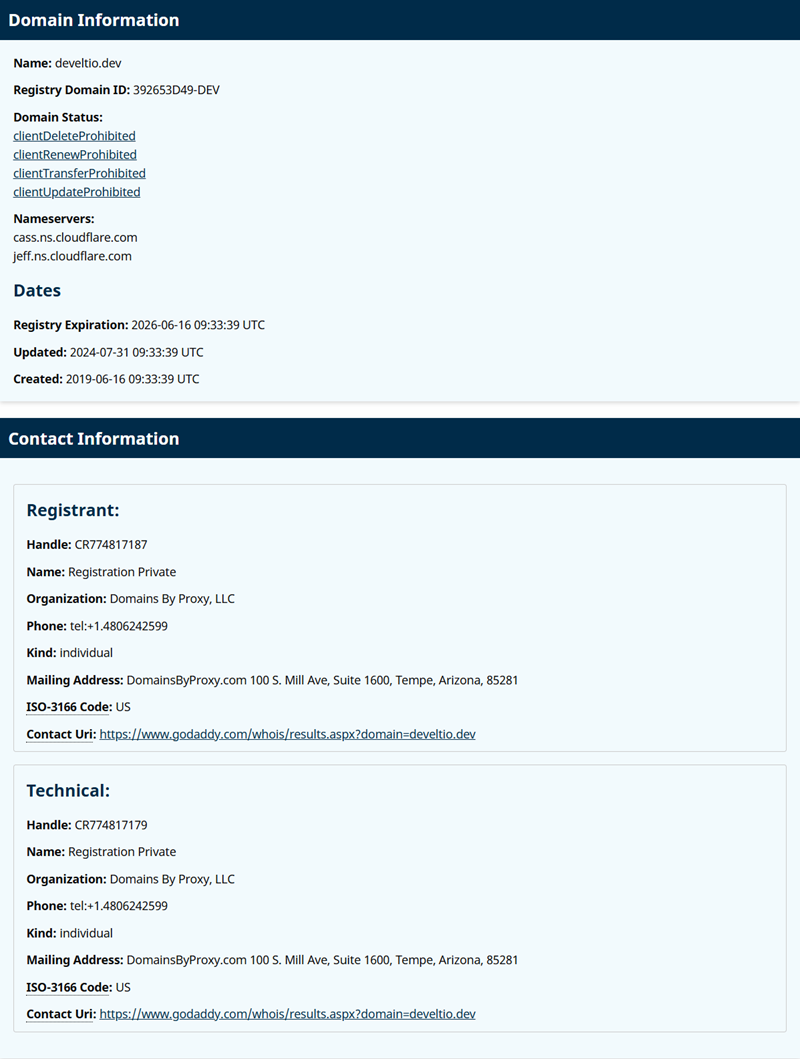 Domain Information
Name: develtio.dev
Registry Domain ID: 392653D49-DEV
Domain Status:
clientDeleteProhibited
clientRenewProhibited
clientTransferProhibited
clientUpdateProhibited
Nameservers:
cass.ns.cloudflare.com
jeff.ns.cloudflare.com
Dates
Registry Expiration: 2026-06-16 09:33:39 UTC
Updated: 2024-07-31 09:33:39 UTC
Created: 2019-06-16 09:33:39 UTC
Contact Information
Registrant:
Handle: CR774817187
Name: Registration Private
Organization: Domains By Proxy, LLC
Phone: tel:+1.4806242599
Kind: individual
Mailing Address: DomainsByProxy.com 100 S. Mill Ave, Suite 1600, Tempe, Arizona, 85281
ISO-3166 Code: US
Contact Uri: https://www.godaddy.com/whois/results.aspx?domain=develtio.dev
Technical:
Handle: CR774817179
Name: Registration Private
Organization: Domains By Proxy, LLC
Phone: tel:+1.4806242599
Kind: individual
Mailing Address: DomainsByProxy.com 100 S. Mill Ave, Suite 1600, Tempe, Arizona, 85281
ISO-3166 Code: US
Contact Uri: https://www.godaddy.com/whois/results.aspx?domain=develtio.dev